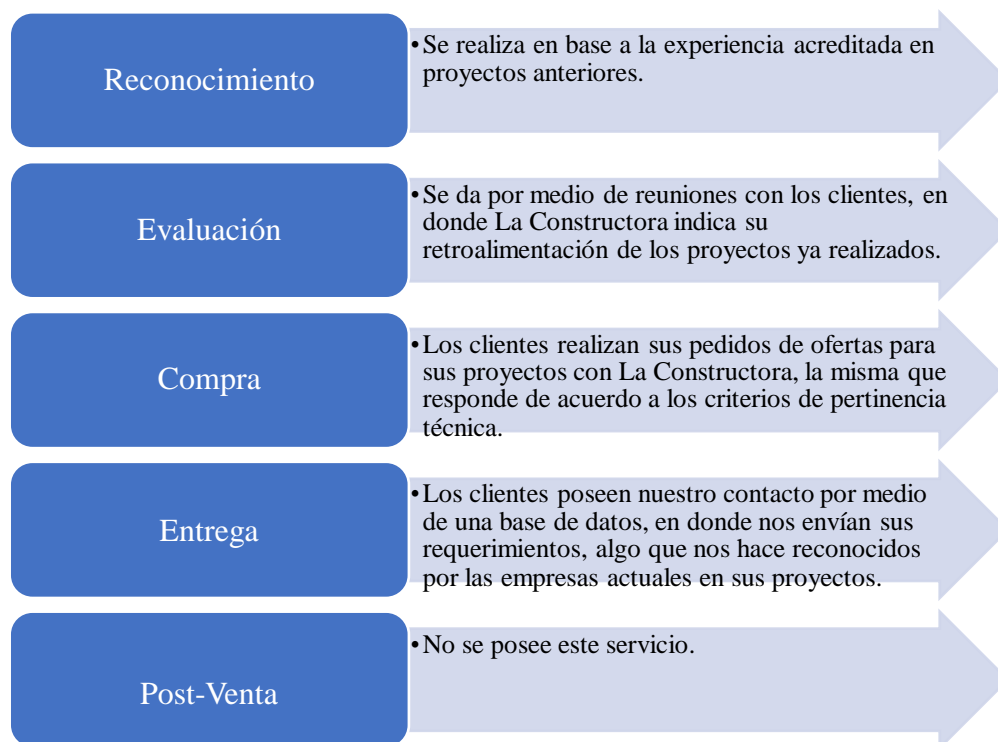 Reconocimiento
•Se realiza en base a la experiencia acreditada en
proyectos anteriores.
Evaluación
•Se da por medio de reuniones con los clientes, en
donde La Constructora indica su
retroalimentación de los proyectos ya realizados.
Compra
•Los clientes realizan sus pedidos de ofertas para
sus proyectos con La Constructora, la misma que
responde de acuerdo a los criterios de pertinencia
técnica.
Entrega
•Los clientes poseen nuestro contacto por medio
de una base de datos, en donde nos envían sus
requerimientos, algo que nos hace reconocidos
por las empresas actuales en sus proyectos.
Post-Venta
•No se posee este servicio.